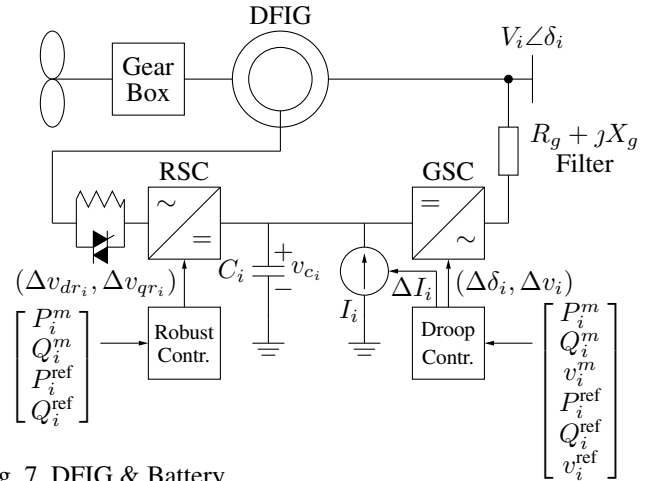 DFIG
V_i∠δ_i
Gear
Box
R_g + jX_g
Filter
RSC
GSC
~
=
=
~
C_i
+
v_{c_i}
−
I_i
ΔI_i
(Δv_{dr_i}, Δv_{qr_i})
(Δδ_i, Δv_i)
P_i^m
Q_i^m
P_i^{ref}
Q_i^{ref}
Robust
Contr.
Droop
Contr.
P_i^m
Q_i^m
v_i^m
P_i^{ref}
Q_i^{ref}
v_i^{ref}
g. 7. DFIG & Battery